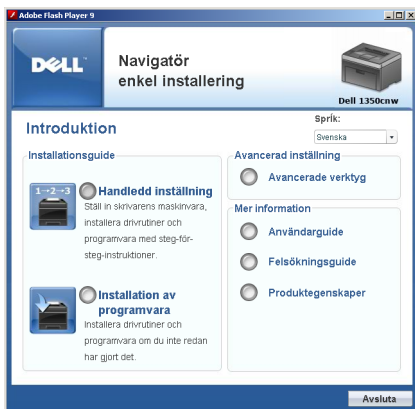 Adobe Flash Player 9
DELL™
Navigatör
enkel installering
Dell 1350cnw
Introduktion
Språk:
Svenska
Installationsguide
1→2→3
Handledd inställning
Ställ in skrivarens maskinvara,
installera drivrutiner och
programvara med steg-för-
steg-instruktioner.
Installation av
programvara
Installera drivrutiner och
programvara om du inte redan
har gjort det.
Avancerad inställning
Avancerade verktyg
Mer information
Användarguide
Felsökningsguide
Produktegenskaper
Avsluta